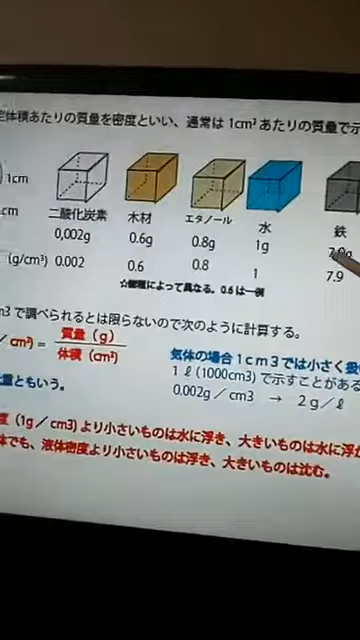 定体積あたりの質量を密度といい、通常は1cm³あたりの質量で示
1cm
cm
二酸化炭素 木材 エタノール 水 鉄
0,002g 0.6g 0.8g 1g
(g/cm³) 0.002 0.6 0.8 1 7.9
☆樹種によって異なる。0.6は一例
m3で調べられるとは限らないので次のように計算する。
/cm³) = 質量(g)
体積(cm³)
気体の場合1cm3では小さく扱
1ℓ(1000cm3)で示すことがある
0.002g/cm3 → 2g/ℓ
重ともいう。
度(1g/cm3)より小さいものは水に浮き、大きいものは水に沈
体でも、液体密度より小さいものは浮き、大きいものは沈む。